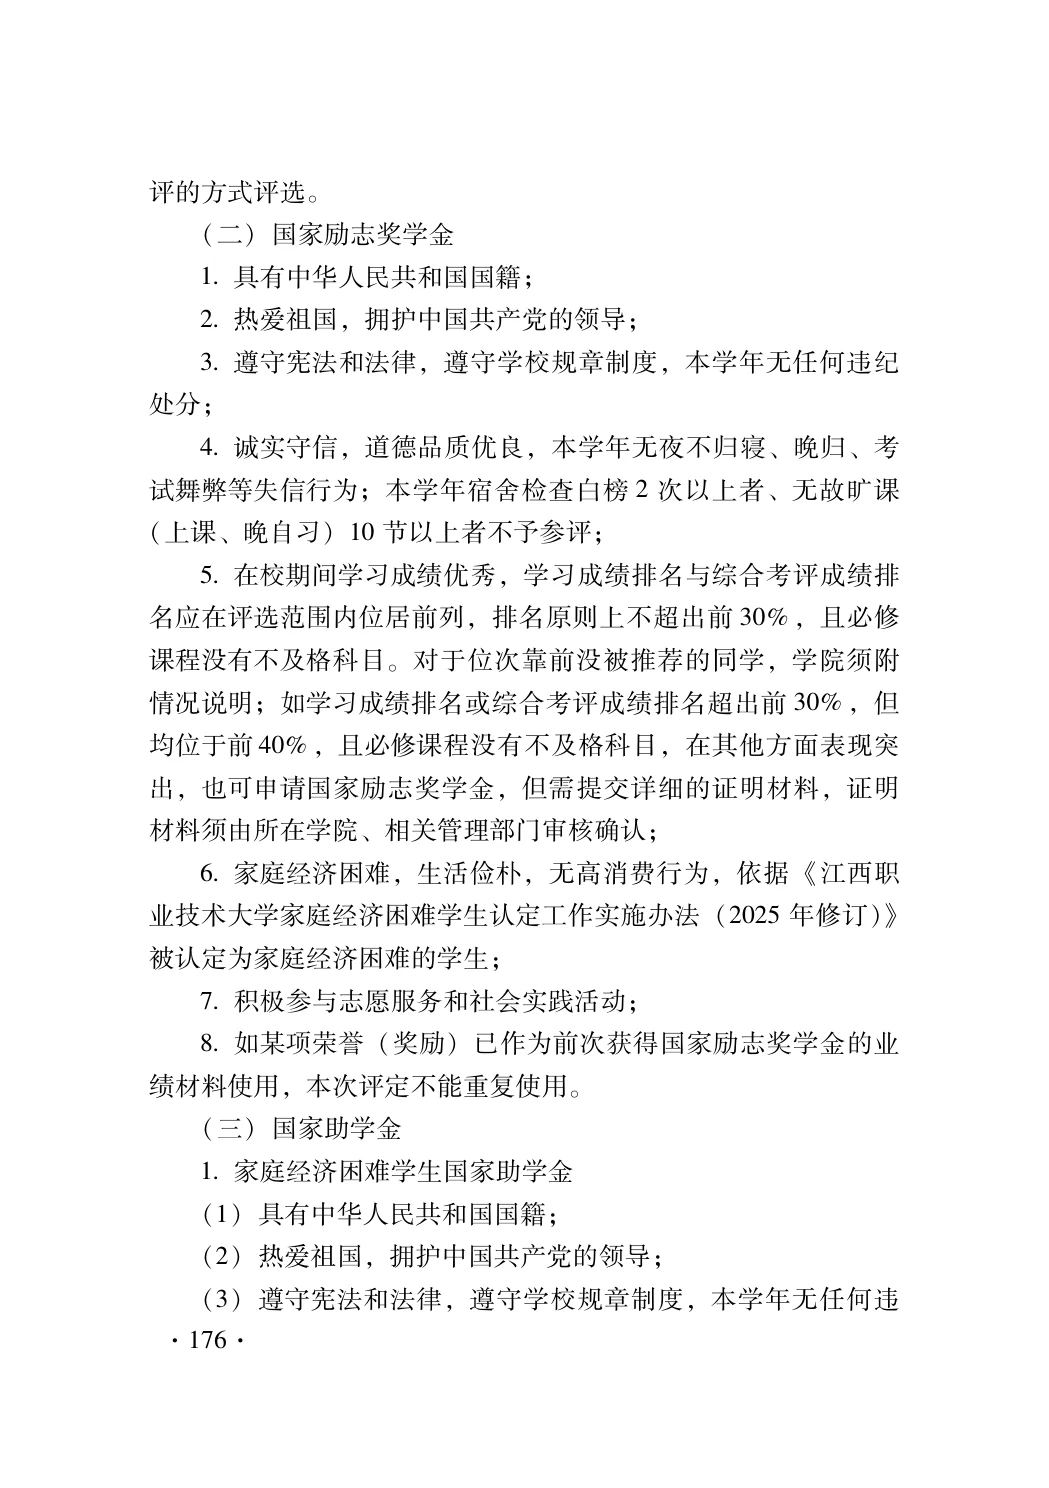 评的方式评选。
（二）国家励志奖学金
1. 具有中华人民共和国国籍；
2. 热爱祖国，拥护中国共产党的领导；
3. 遵守宪法和法律，遵守学校规章制度，本学年无任何违纪
处分；
4. 诚实守信，道德品质优良，本学年无夜不归寝、晚归、考
试舞弊等失信行为；本学年宿舍检查白榜 2 次以上者、无故旷课
（上课、晚自习）10 节以上者不予参评；
5. 在校期间学习成绩优秀，学习成绩排名与综合考评成绩排
名应在评选范围内位居前列，排名原则上不超出前 30%，且必修
课程没有不及格科目。对于位次靠前没被推荐的同学，学院须附
情况说明；如学习成绩排名或综合考评成绩排名超出前 30%，但
均位于前 40%，且必修课程没有不及格科目，在其他方面表现突
出，也可申请国家励志奖学金，但需提交详细的证明材料，证明
材料须由所在学院、相关管理部门审核确认；
6. 家庭经济困难，生活俭朴，无高消费行为，依据《江西职
业技术大学家庭经济困难学生认定工作实施办法（2025 年修订）》
被认定为家庭经济困难的学生；
7. 积极参与志愿服务和社会实践活动；
8. 如某项荣誉（奖励）已作为前次获得国家励志奖学金的业
绩材料使用，本次评定不能重复使用。
（三）国家助学金
1. 家庭经济困难学生国家助学金
（1）具有中华人民共和国国籍；
（2）热爱祖国，拥护中国共产党的领导；
（3）遵守宪法和法律，遵守学校规章制度，本学年无任何违
· 176 ·